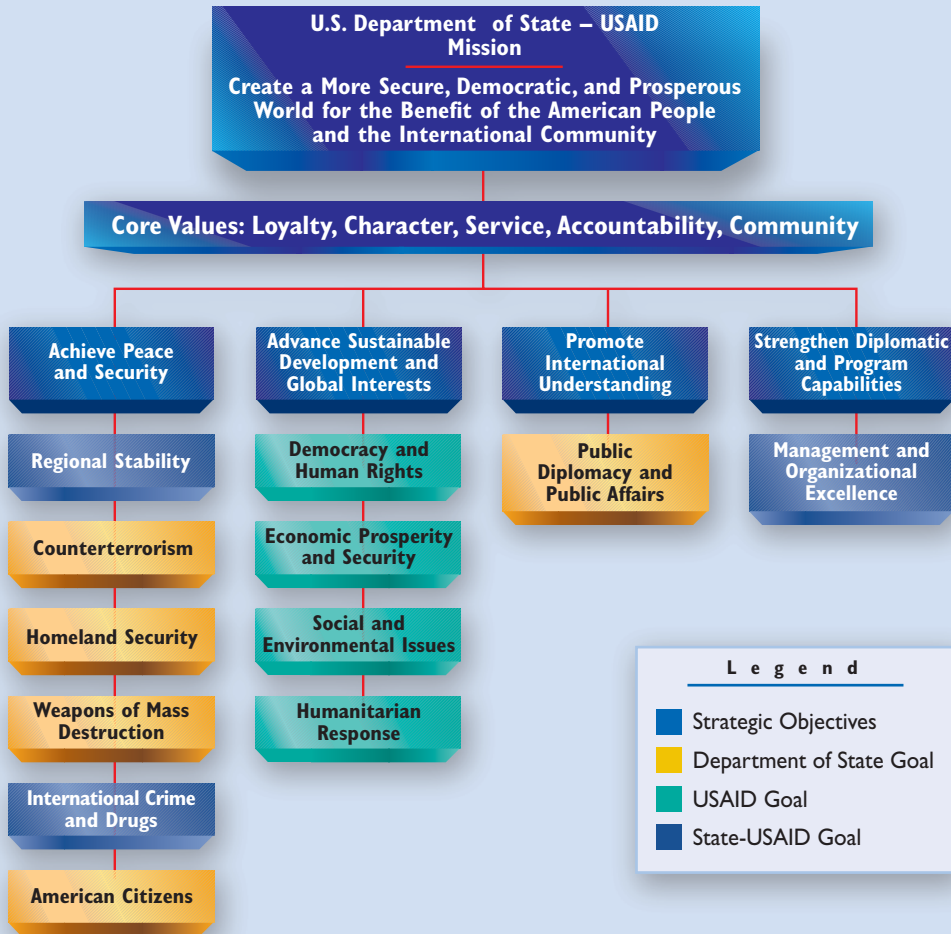 U.S. Department of State – USAID
Mission
Create a More Secure, Democratic, and Prosperous
World for the Benefit of the American People
and the International Community
Core Values: Loyalty, Character, Service, Accountability, Community
Achieve Peace
and Security
Regional Stability
Counterterrorism
Homeland Security
Weapons of Mass
Destruction
International Crime
and Drugs
American Citizens
Advance Sustainable
Development and
Global Interests
Democracy and
Human Rights
Economic Prosperity
and Security
Social and
Environmental Issues
Humanitarian
Response
Promote
International
Understanding
Public
Diplomacy and
Public Affairs
Strengthen Diplomatic
and Program
Capabilities
Management and
Organizational
Excellence
Legend
Strategic Objectives
Department of State Goal
USAID Goal
State-USAID Goal